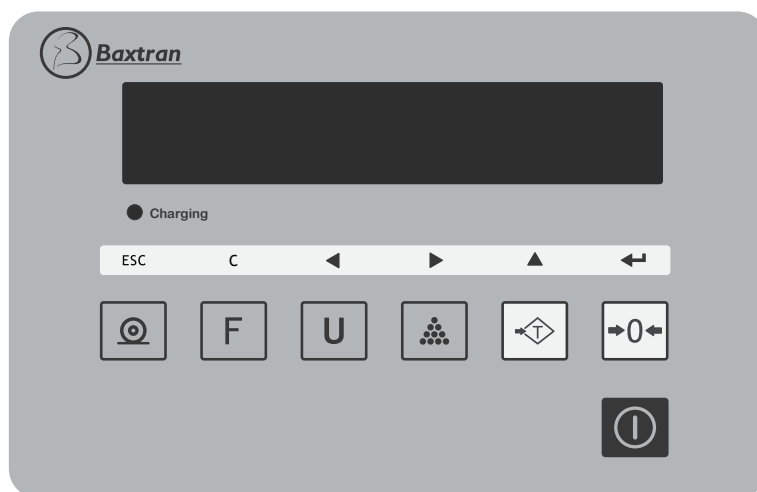 Baxtran
Charging
ESC C
F U T →0←